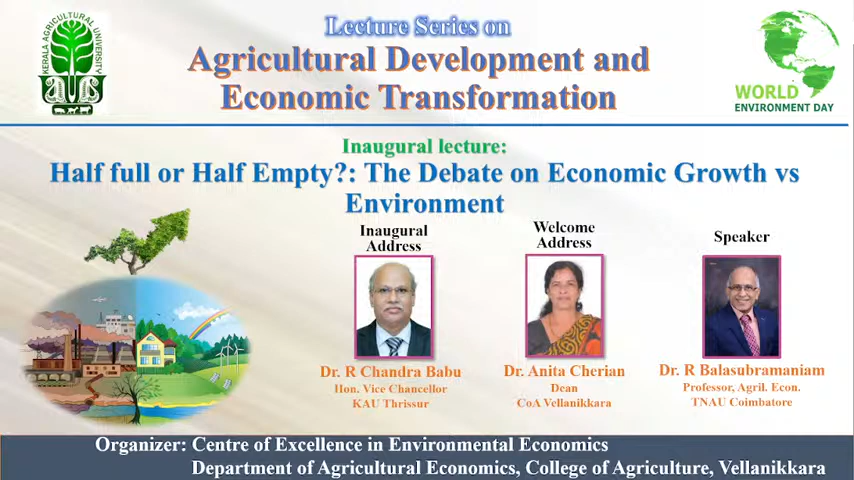 KERALA AGRICULTURAL UNIVERSITY
Lecture Series on
Agricultural Development and
Economic Transformation
WORLD
ENVIRONMENT DAY
Inaugural lecture:
Half full or Half Empty?: The Debate on Economic Growth vs
Environment
Inaugural
Address
Dr. R Chandra Babu
Hon. Vice Chancellor
KAU Thrissur
Welcome
Address
Dr. Anita Cherian
Dean
CoA Vellanikkara
Speaker
Dr. R Balasubramaniam
Professor, Agril. Econ.
TNAU Coimbatore
Organizer: Centre of Excellence in Environmental Economics
Department of Agricultural Economics, College of Agriculture, Vellanikkara